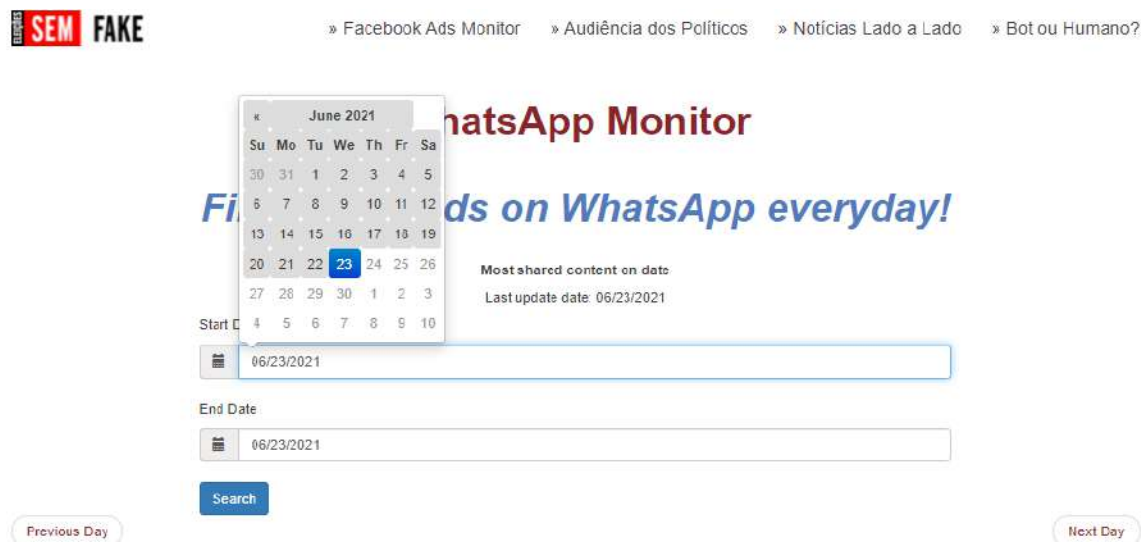 ELEIÇÕES SEM FAKE
» Facebook Ads Monitor » Audiência dos Políticos » Notícias Lado a Lado » Bot ou Humano?
« June 2021
Su Mo Tu We Th Fr Sa
30 31 1 2 3 4 5
6 7 8 9 10 11 12
13 14 15 16 17 18 19
20 21 22 23 24 25 26
27 28 29 30 1 2 3
4 5 6 7 8 9 10
hatsApp Monitor
Fi ds on WhatsApp everyday!
Most shared content on date
Last update date: 06/23/2021
Start D
06/23/2021
End Date
06/23/2021
Search
Previous Day
Next Day